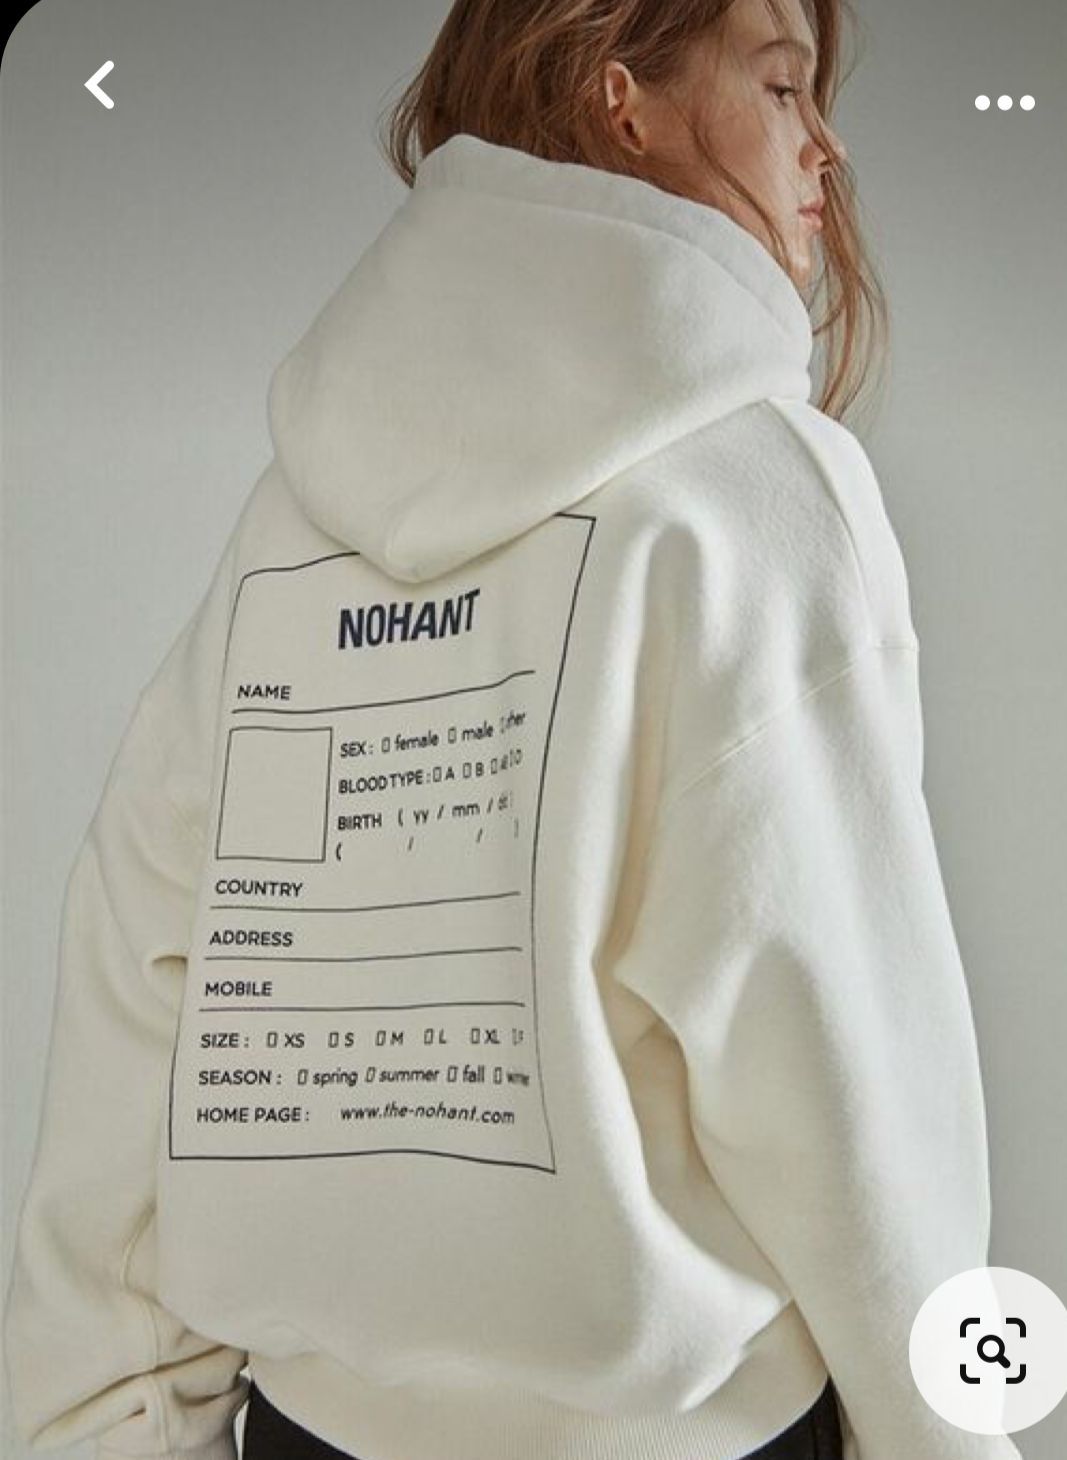 NOHANT
NAME
SEX: female male
BLOOD TYPE: A B
BIRTH ( yy / mm /
( / /
COUNTRY
ADDRESS
MOBILE
SIZE: XS S M L XL
SEASON: spring summer fall
HOME PAGE: www.the-nohant.com